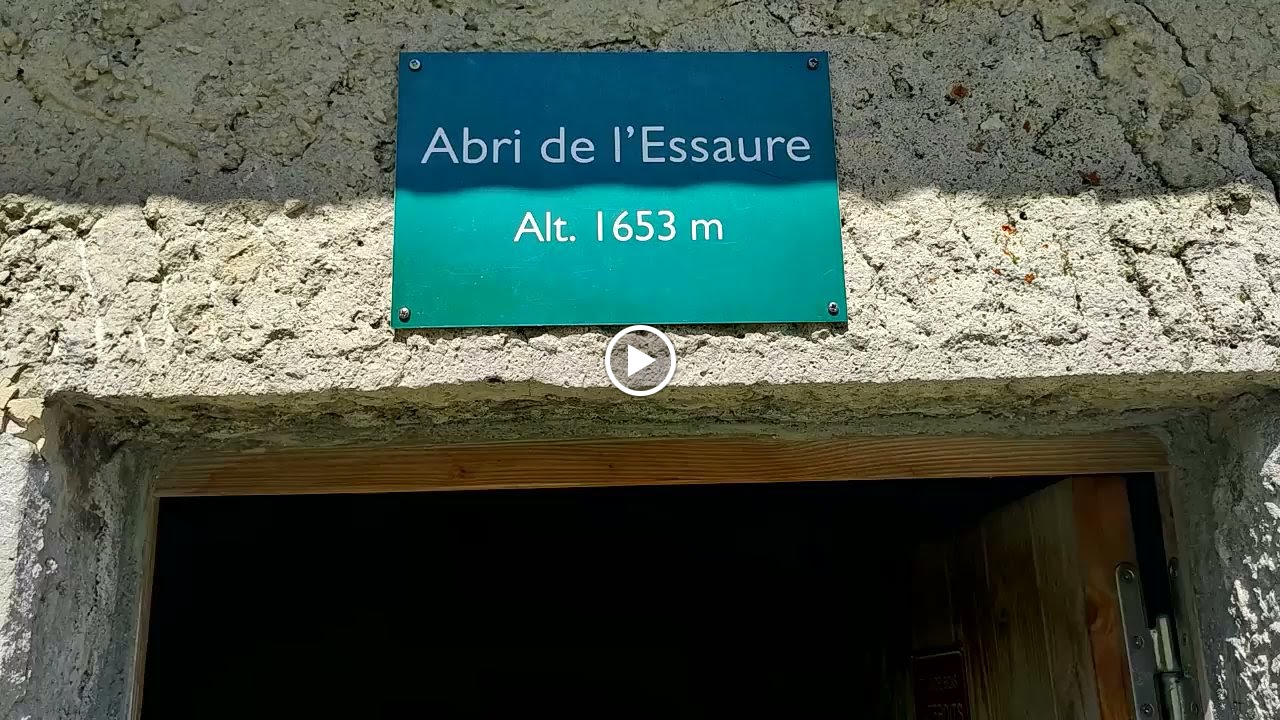 Abri de l'Essaure
Alt. 1653 m